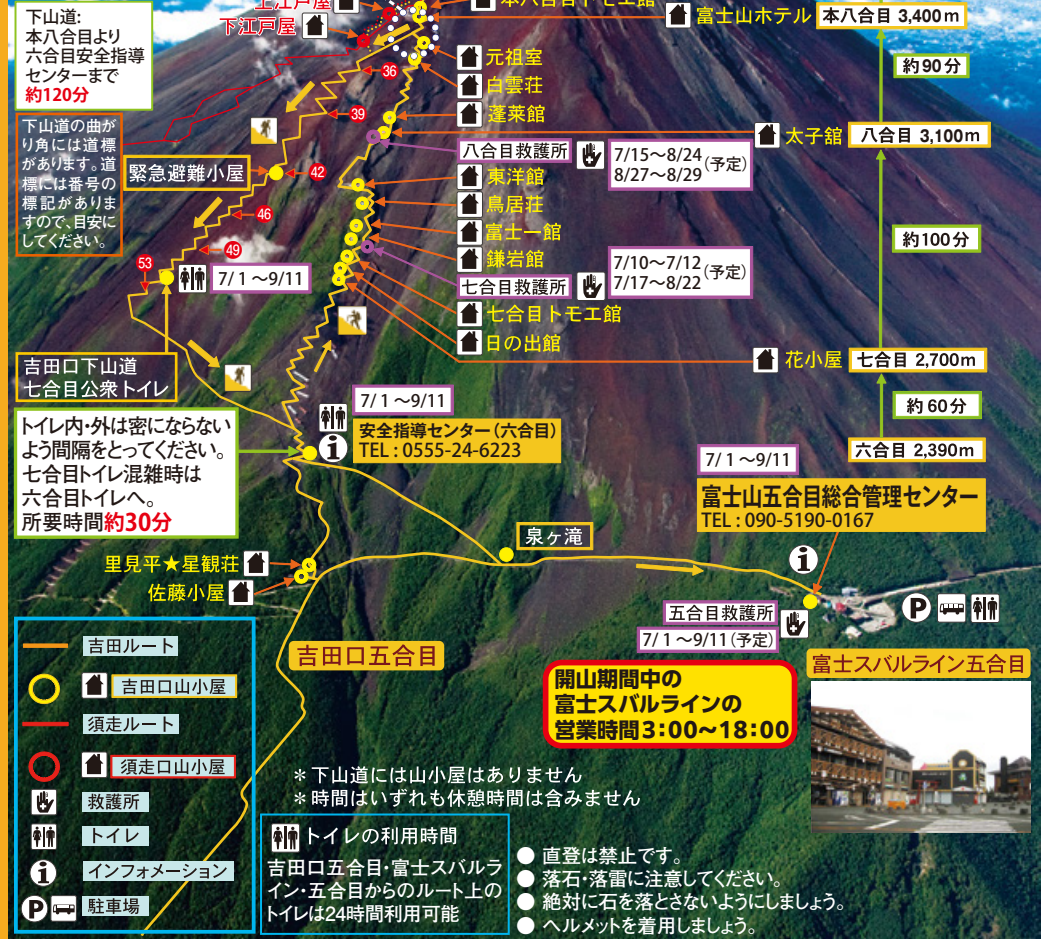 上江戸屋
下江戸屋
本八合目トモエ館
富士山ホテル
本八合目 3,400m
下山道:
本八合目より
六合目安全指導
センターまで
約120分
約90分
元祖室
白雲荘
蓬莱館
36
39
下山道の曲が
り角には道標
があります。道
標には番号の
標記がありま
すので、目安に
してください。
太子舘
八合目 3,100m
八合目救護所
7/15～8/24
8/27～8/29
(予定)
緊急避難小屋
42
東洋館
鳥居荘
富士一館
鎌岩館
46
49
53
約100分
7/1～9/11
七合目救護所
7/10～7/12
7/17～8/22
(予定)
七合目トモエ館
日の出館
花小屋
七合目 2,700m
吉田口下山道
七合目公衆トイレ
約60分
7/1～9/11
安全指導センター(六合目)
TEL : 0555-24-6223
六合目 2,390m
トイレ内・外は密にならない
よう間隔をとってください。
七合目トイレ混雑時は
六合目トイレへ。
所要時間約30分
7/1～9/11
富士山五合目総合管理センター
TEL : 090-5190-0167
泉ヶ滝
里見平★星観荘
佐藤小屋
五合目救護所
7/1～9/11(予定)
P
吉田口五合目
富士スバルライン五合目
開山期間中の
富士スバルラインの
営業時間3:00～18:00
吉田ルート
吉田口山小屋
須走ルート
須走口山小屋
救護所
トイレ
インフォメーション
P
駐車場
＊下山道には山小屋はありません
＊時間はいずれも休憩時間は含みません
トイレの利用時間
吉田口五合目・富士スバルラ
イン・五合目からのルート上の
トイレは24時間利用可能
● 直登は禁止です。
● 落石・落雷に注意してください。
● 絶対に石を落とさないようにしましょう。
● ヘルメットを着用しましょう。